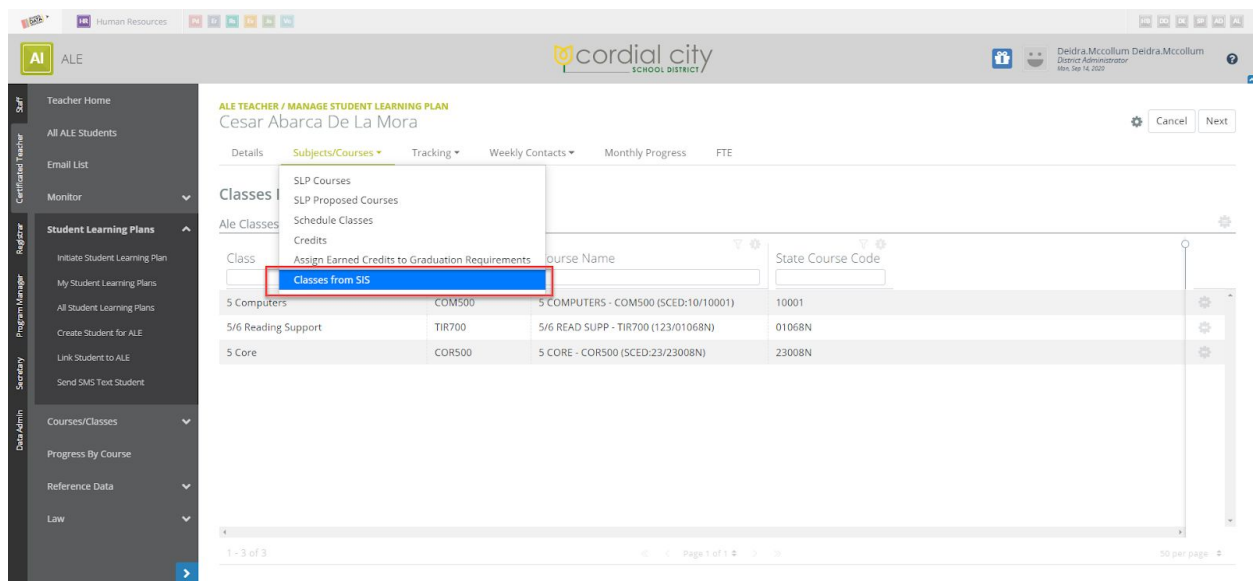 HR Human Resources
AI ALE
cordial city
SCHOOL DISTRICT
Deidra.Mccollum Deidra.Mccollum
District Administrator
Mon, Sep 14, 2020
Staff
Certificated Teacher
Registrar
Program Manager
Secretary
Data Admin
Teacher Home
All ALE Students
Email List
Monitor
Student Learning Plans
Initiate Student Learning Plan
My Student Learning Plans
All Student Learning Plans
Create Student for ALE
Link Student to ALE
Send SMS Text Student
Courses/Classes
Progress By Course
Reference Data
Law
ALE TEACHER / MANAGE STUDENT LEARNING PLAN
Cesar Abarca De La Mora
Cancel Next
Details Subjects/Courses Tracking Weekly Contacts Monthly Progress FTE
SLP Courses
SLP Proposed Courses
Schedule Classes
Credits
Assign Earned Credits to Graduation Requirements
Classes from SIS
Classes
Ale Classes
Class ourse Name State Course Code
5 Computers COM500 5 COMPUTERS - COM500 (SCED:10/10001) 10001
5/6 Reading Support TIR700 5/6 READ SUPP - TIR700 (123/01068N) 01068N
5 Core COR500 5 CORE - COR500 (SCED:23/23008N) 23008N
1 - 3 of 3 Page 1 of 1 50 per page